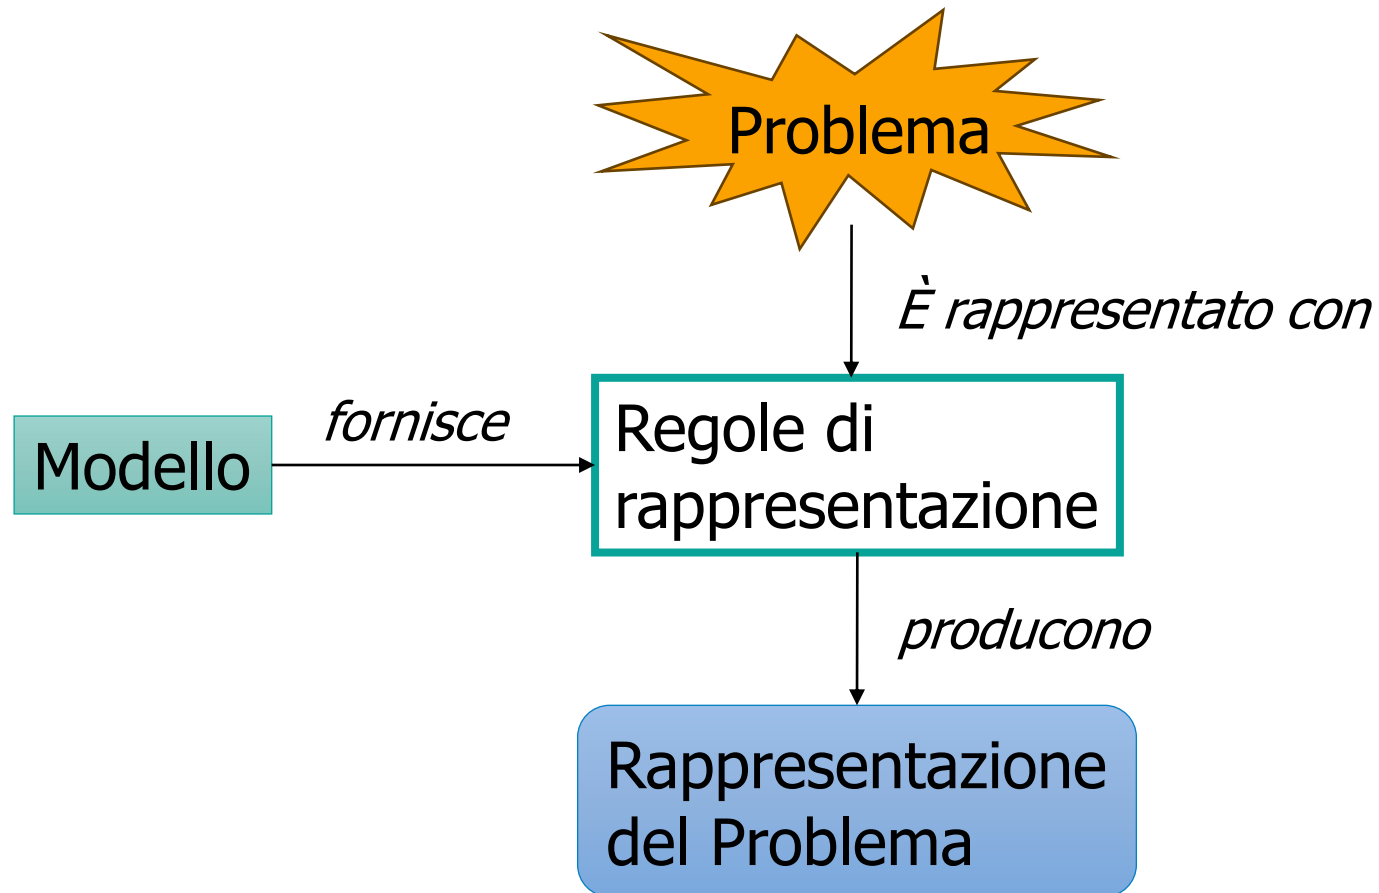 Problema
È rappresentato con
fornisce
Modello
Regole di
rappresentazione
producono
Rappresentazione
del Problema